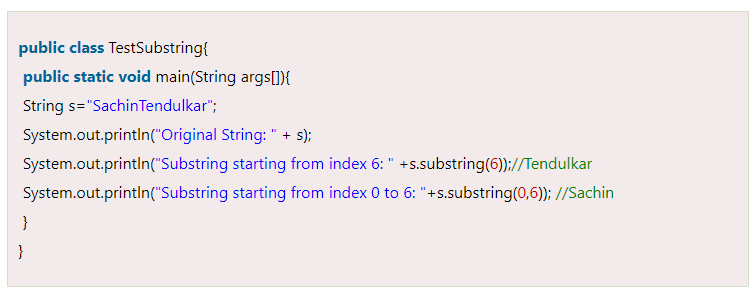 public class TestSubstring{
public static void main(String args[]){
String s="SachinTendulkar";
System.out.println("Original String: " + s);
System.out.println("Substring starting from index 6: " +s.substring(6));//Tendulkar
System.out.println("Substring starting from index 0 to 6: "+s.substring(0,6)); //Sachin
}
}